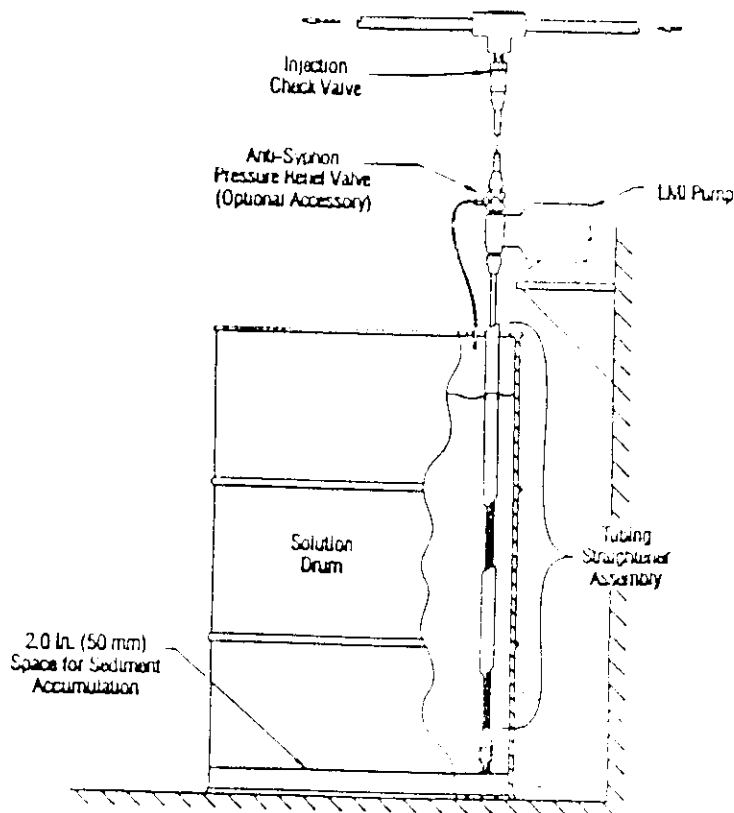 Injection
Check Valve
Anti-Syphon
Pressure Relief Valve
(Optional Accessory)
LMI Pump
Solution
Drum
Tubing
Straightener
Assembly
2.0 in. (50 mm)
Space for Sediment
Accumulation